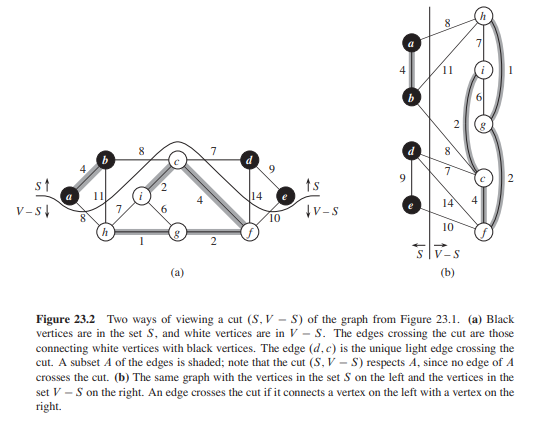 8
h
a
7
4
11
i
1
b
6
2
g
8
7
b
c
d
4
9
d
8
S
2
9
7
c
S
a
11
i
4
14
e
2
14
4
V – S
7
6
10
V – S
e
8
10
h
g
f
f
1
2
S
V – S
(a)
(b)
Figure 23.2 Two ways of viewing a cut (S, V – S) of the graph from Figure 23.1. (a) Black
vertices are in the set S, and white vertices are in V – S. The edges crossing the cut are those
connecting white vertices with black vertices. The edge (d, c) is the unique light edge crossing the
cut. A subset A of the edges is shaded; note that the cut (S, V – S) respects A, since no edge of A
crosses the cut. (b) The same graph with the vertices in the set S on the left and the vertices in the
set V – S on the right. An edge crosses the cut if it connects a vertex on the left with a vertex on the
right.